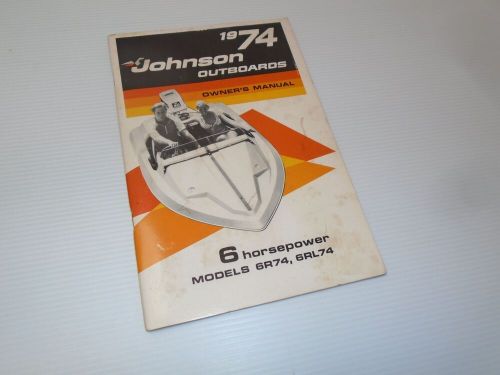 1974
Johnson
OUTBOARDS
OWNER'S MANUAL
6 horsepower
MODELS 6R74, 6RL74